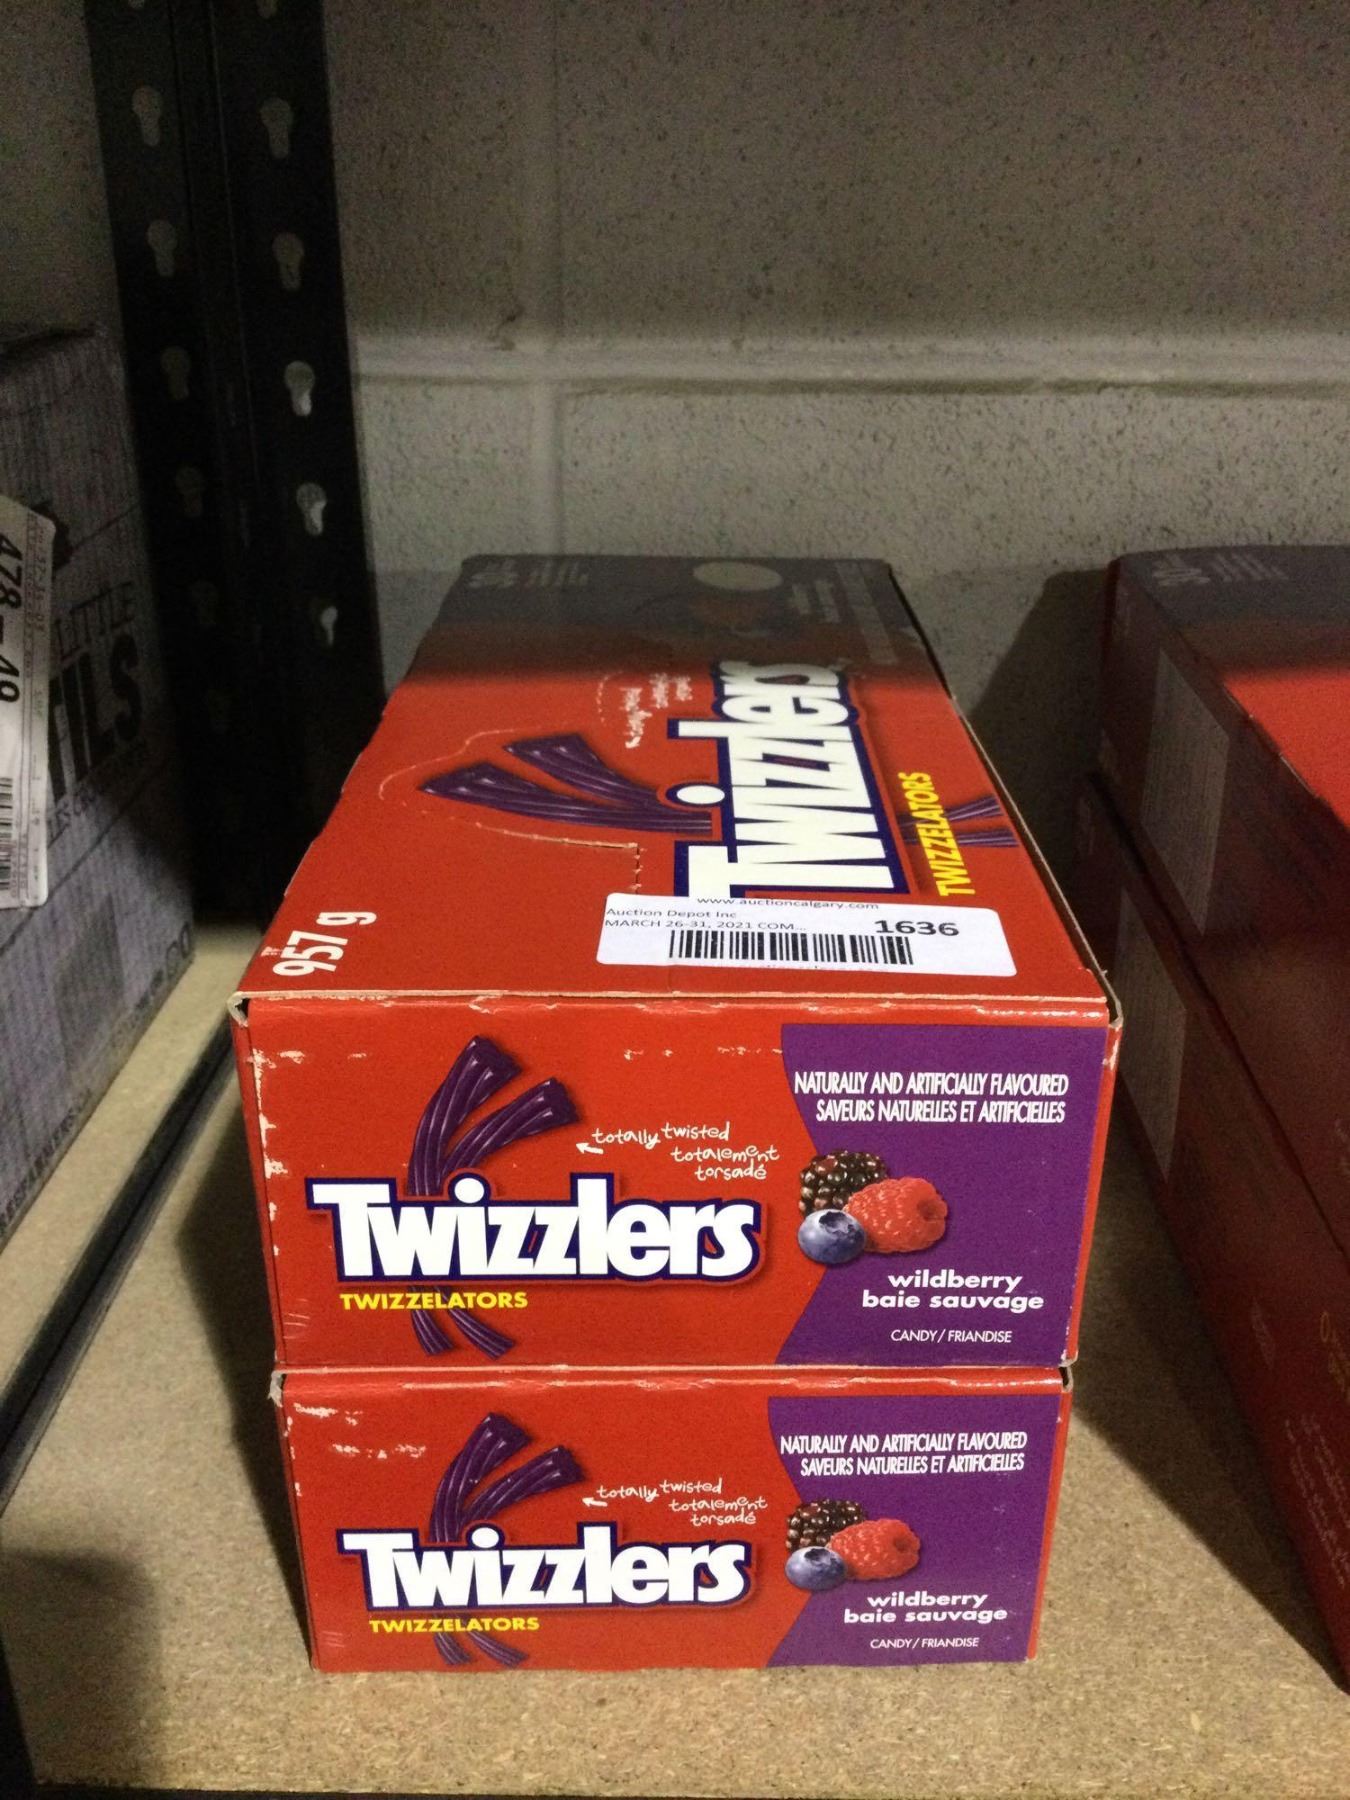 478
LITTLE
Twizzlers
TWIZZELATORS
957 g
www.auctioncalgary.com
Auction Depot Inc
MARCH 26-31, 2021 COM...
1636
NATURALLY AND ARTIFICIALLY FLAVOURED
SAVEURS NATURELLES ET ARTIFICIELLES
totally twisted
totalement
torsadé
Twizzlers
TWIZZELATORS
wildberry
baie sauvage
CANDY / FRIANDISE
NATURALLY AND ARTIFICIALLY FLAVOURED
SAVEURS NATURELLES ET ARTIFICIELLES
totally twisted
totalement
torsadé
Twizzlers
TWIZZELATORS
wildberry
baie sauvage
CANDY / FRIANDISE